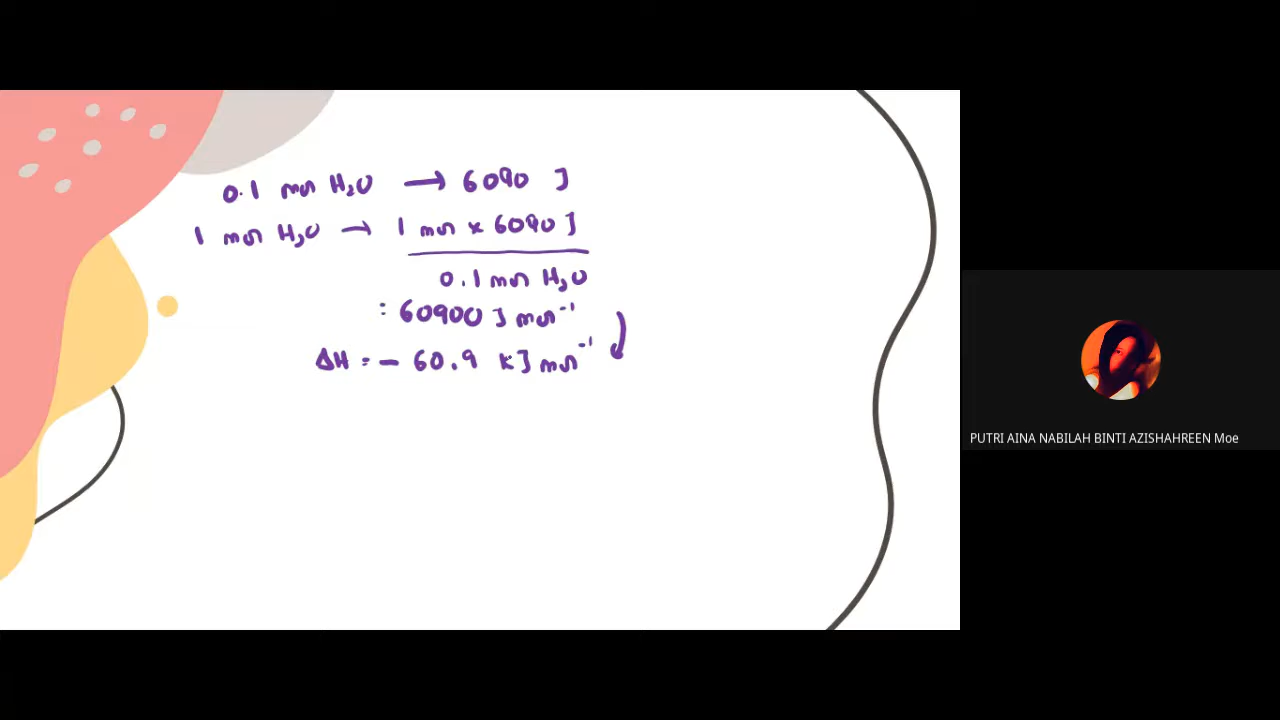 0.1 mol H₂O → 6090 J
1 mol H₂O → 1 mol x 6090 J
0.1 mol H₂O
= 60900 J mol⁻¹
ΔH = - 60.9 kJ mol⁻¹
PUTRI AINA NABILAH BINTI AZISHAHREEN Moe